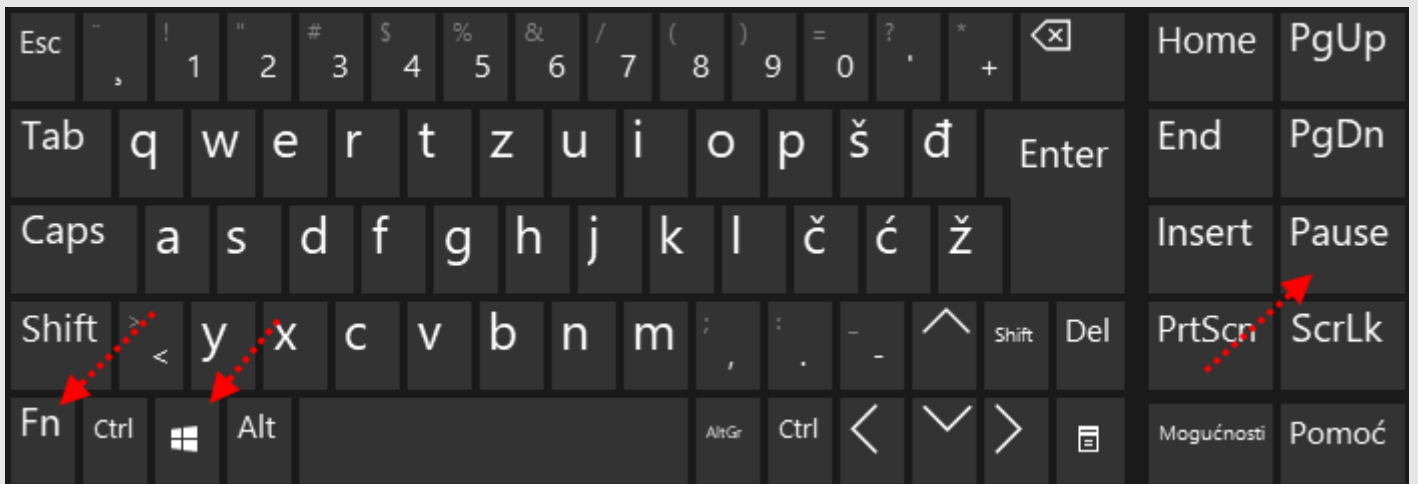 Esc ¨ ¸ ! 1 " 2 # 3 $ 4 % 5 & 6 / 7 ( 8 ) 9 = 0 ? ' * + Home PgUp
Tab q w e r t z u i o p š đ Enter End PgDn
Caps a s d f g h j k l č ć ž Insert Pause
Shift > < y x c v b n m ; , : . _ - Shift Del PrtScn ScrLk
Fn Ctrl Alt AltGr Ctrl Mogućnosti Pomoć